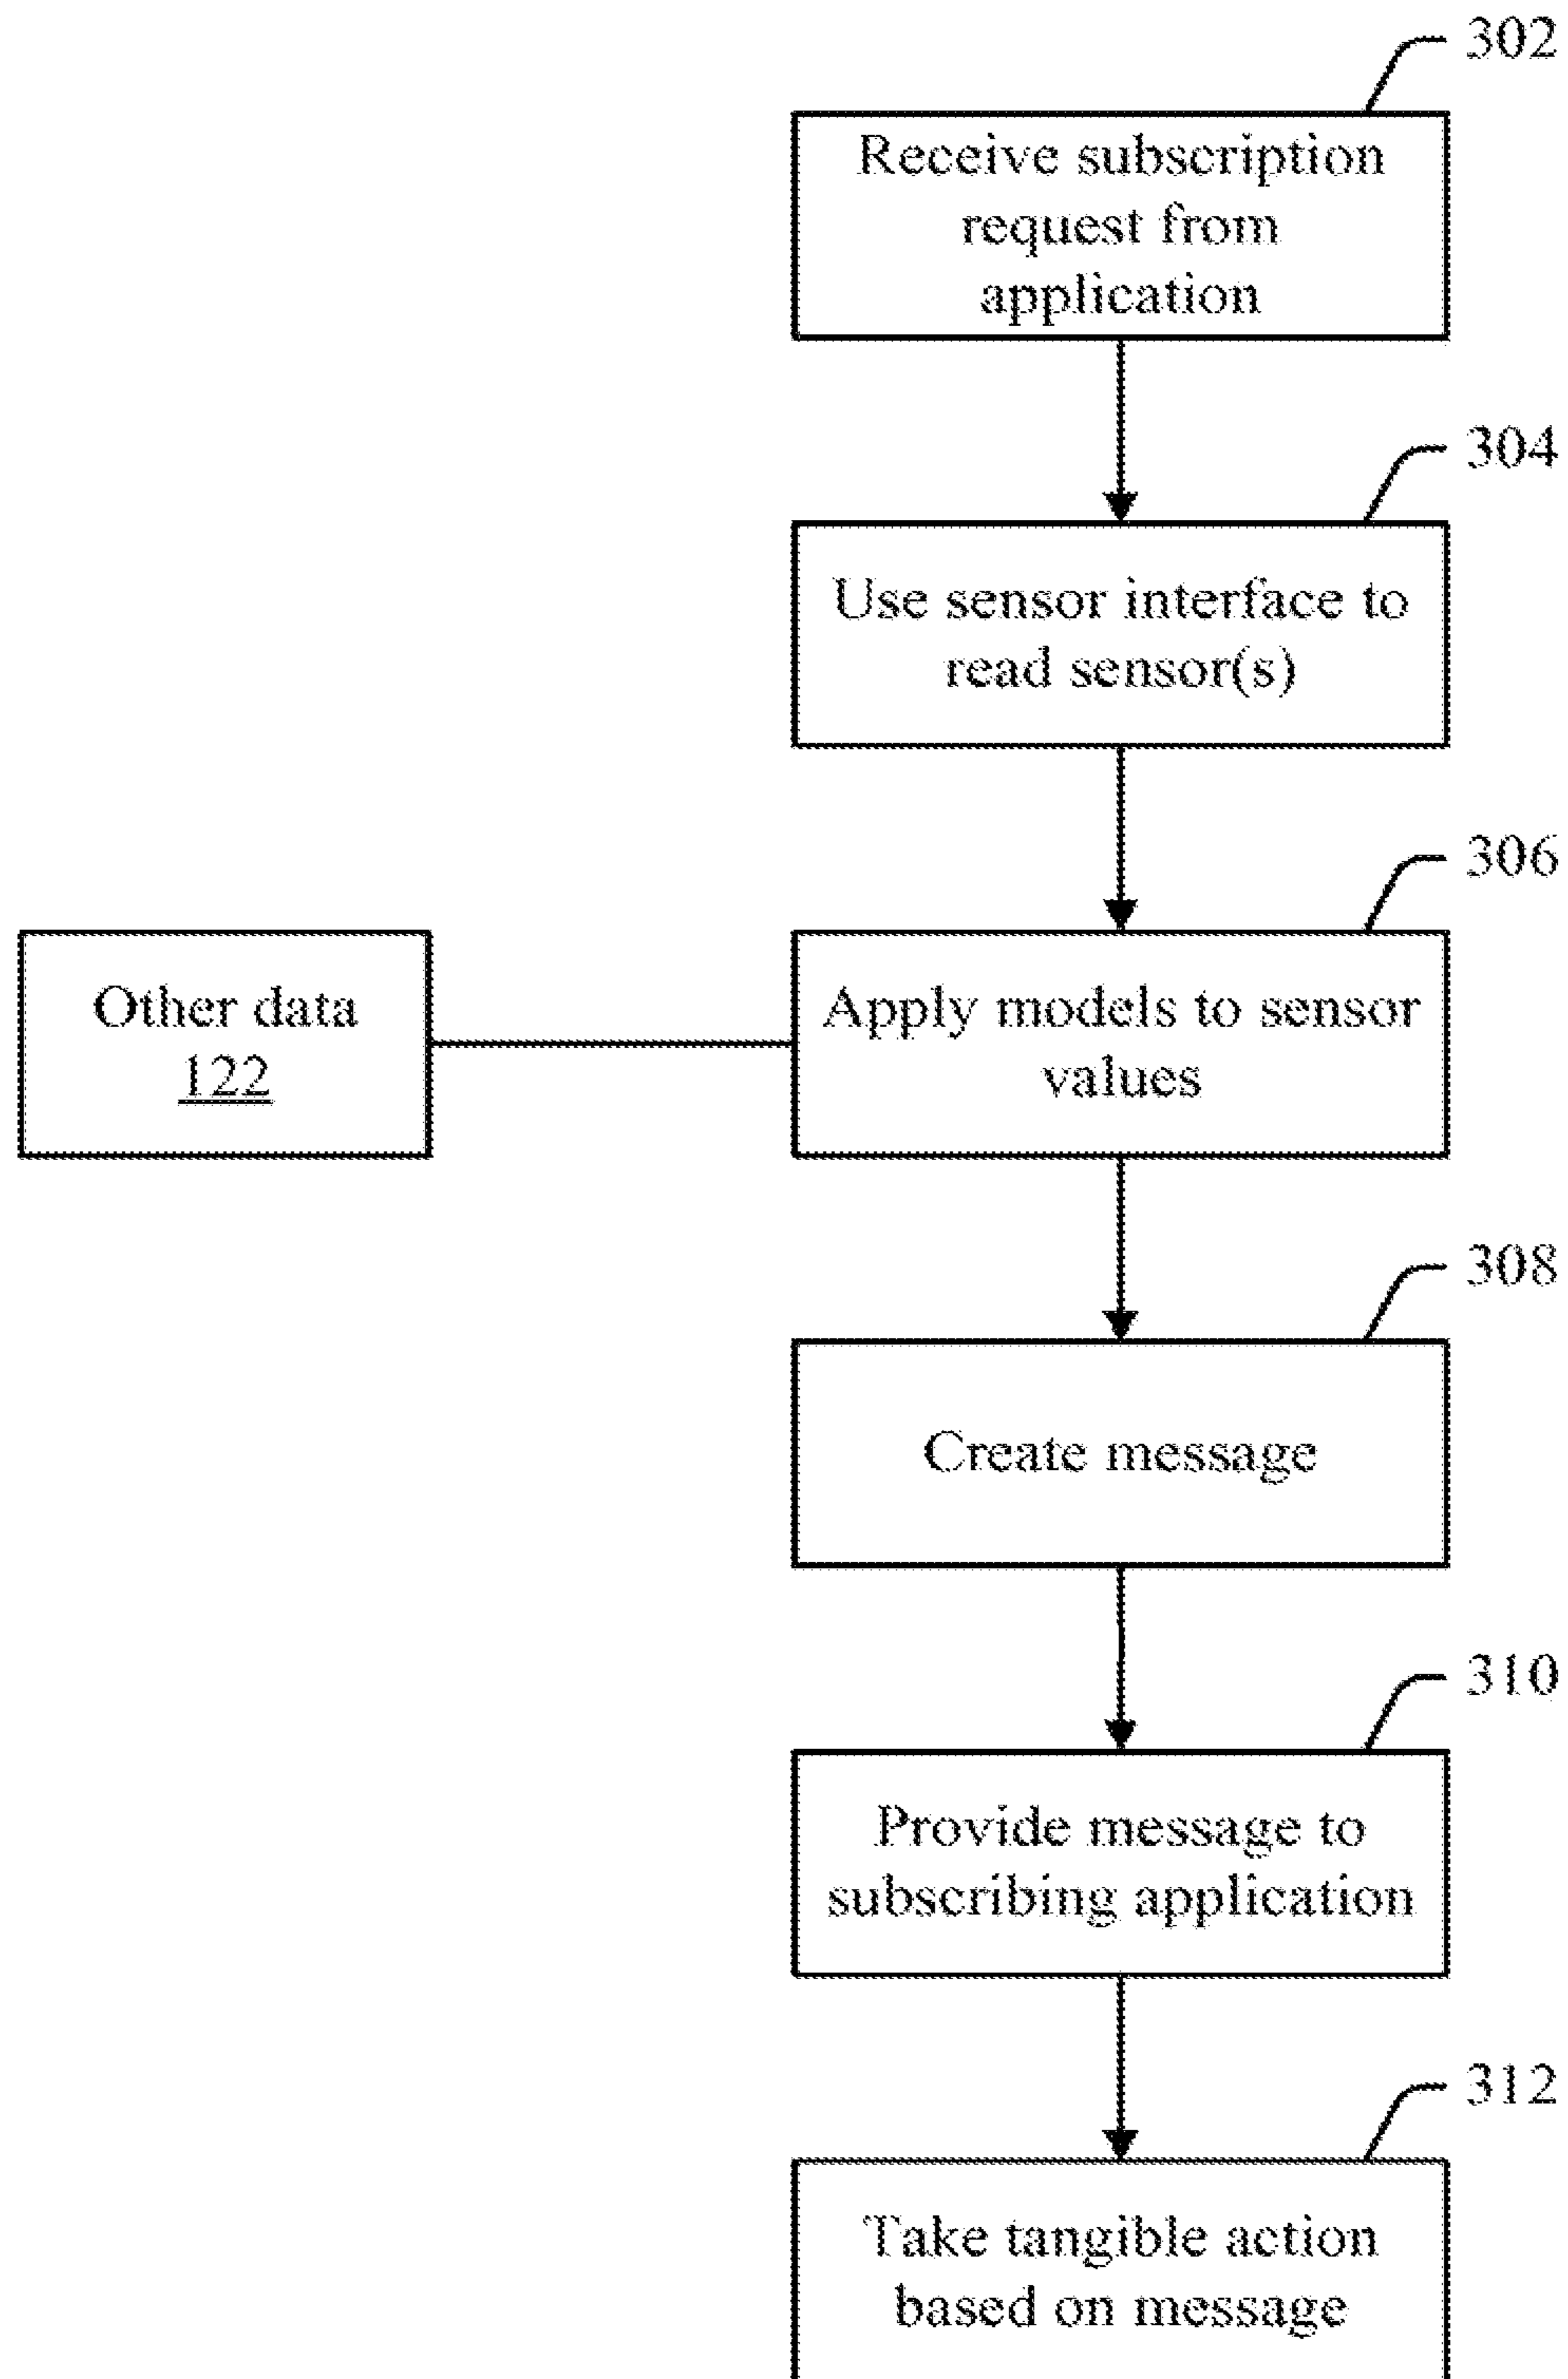 302
Receive subscription
request from
application
304
Use sensor interface to
read sensor(s)
306
Other data
122
Apply models to sensor
values
308
Create message
310
Provide message to
subscribing application
312
Take tangible action
based on message